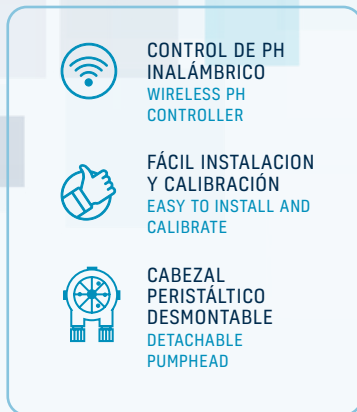 CONTROL DE PH
INALÁMBRICO
WIRELESS PH
CONTROLLER
FÁCIL INSTALACION
Y CALIBRACIÓN
EASY TO INSTALL AND
CALIBRATE
CABEZAL
PERISTÁLTICO
DESMONTABLE
DETACHABLE
PUMPHEAD